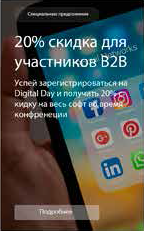 Специальное предложение
20% скидка для
участников B2B
Networks
Успей зарегистрироваться на
Digital Day и получить 20% с
кидку на весь софт во время
конференции
Подробнее